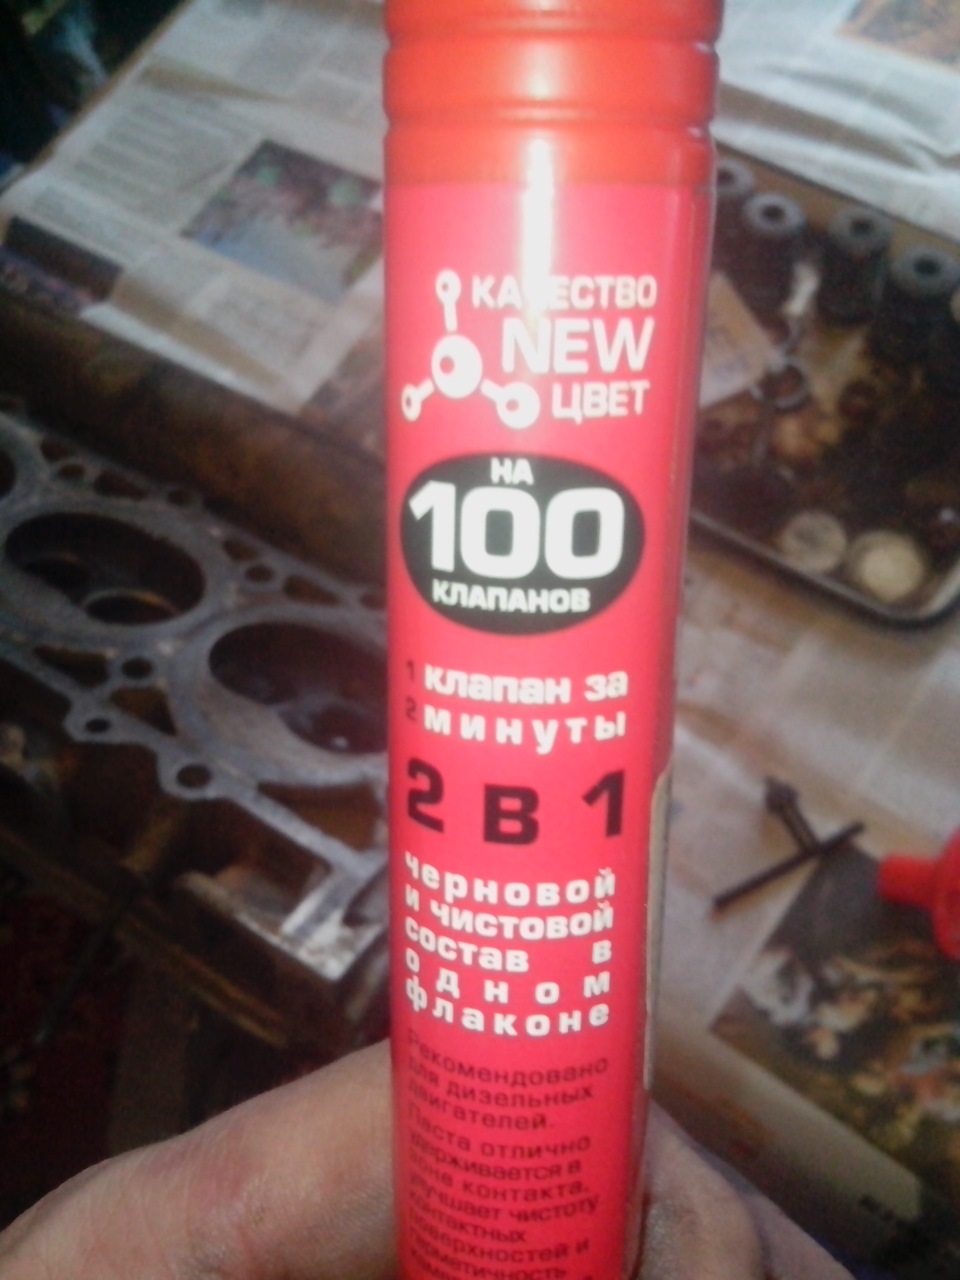 КАЧЕСТВО
NEW
ЦВЕТ
НА
100
КЛАПАНОВ
1 клапан за
2 минуты
2 В 1
черновой
и чистовой
состав в
одном
флаконе
Рекомендовано
для дизельных
двигателей.
Паста отлично
удерживается в
зоне контакта,
улучшает чистоту
контактных
поверхностей и
герметичность